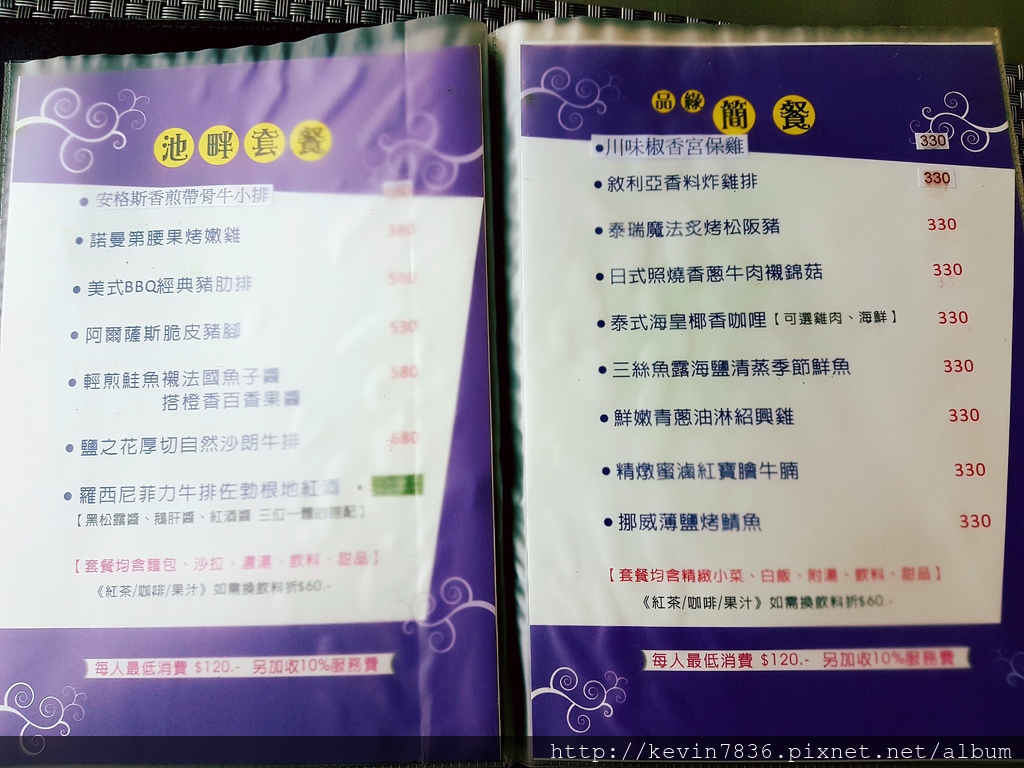 池畔套餐
●安格斯香煎帶骨牛小排
●諾曼第腰果烤嫩雞 380
●美式BBQ經典豬肋排 500
●阿爾薩斯脆皮豬腳 530
●輕煎鮭魚襯法國魚子醬 580
搭橙香百香果醬
●鹽之花厚切自然沙朗牛排 680
●羅西尼菲力牛排佐勃根地紅酒
【黑松露醬、鵝肝醬、紅酒醬 三位一體的搭配】
【套餐均含麵包、沙拉、濃湯、飲料、甜品】
《紅茶/咖啡/果汁》如需換飲料折$60.-
每人最低消費 $120.- 另加收10%服務費
品綠簡餐
●川味椒香宮保雞 330
●敘利亞香料炸雞排 330
●泰瑞魔法炙烤松阪豬 330
●日式照燒香蔥牛肉襯錦菇 330
●泰式海皇椰香咖哩【可選雞肉、海鮮】 330
●三絲魚露海鹽清蒸季節鮮魚 330
●鮮嫩青蔥油淋紹興雞 330
●精燉蜜滷紅寶膾牛腩 330
●挪威薄鹽烤鯖魚 330
【套餐均含精緻小菜、白飯、附湯、飲料、甜品】
《紅茶/咖啡/果汁》如需換飲料折$60.-
每人最低消費 $120.- 另加收10%服務費
http://kevin7836.pixnet.net/album